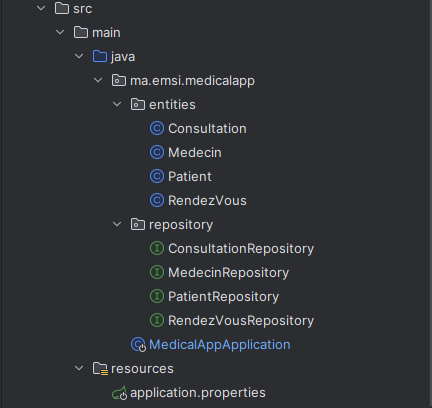 src
main
java
ma.emsi.medicalapp
entities
Consultation
Medecin
Patient
RendezVous
repository
ConsultationRepository
MedecinRepository
PatientRepository
RendezVousRepository
MedicalAppApplication
resources
application.properties